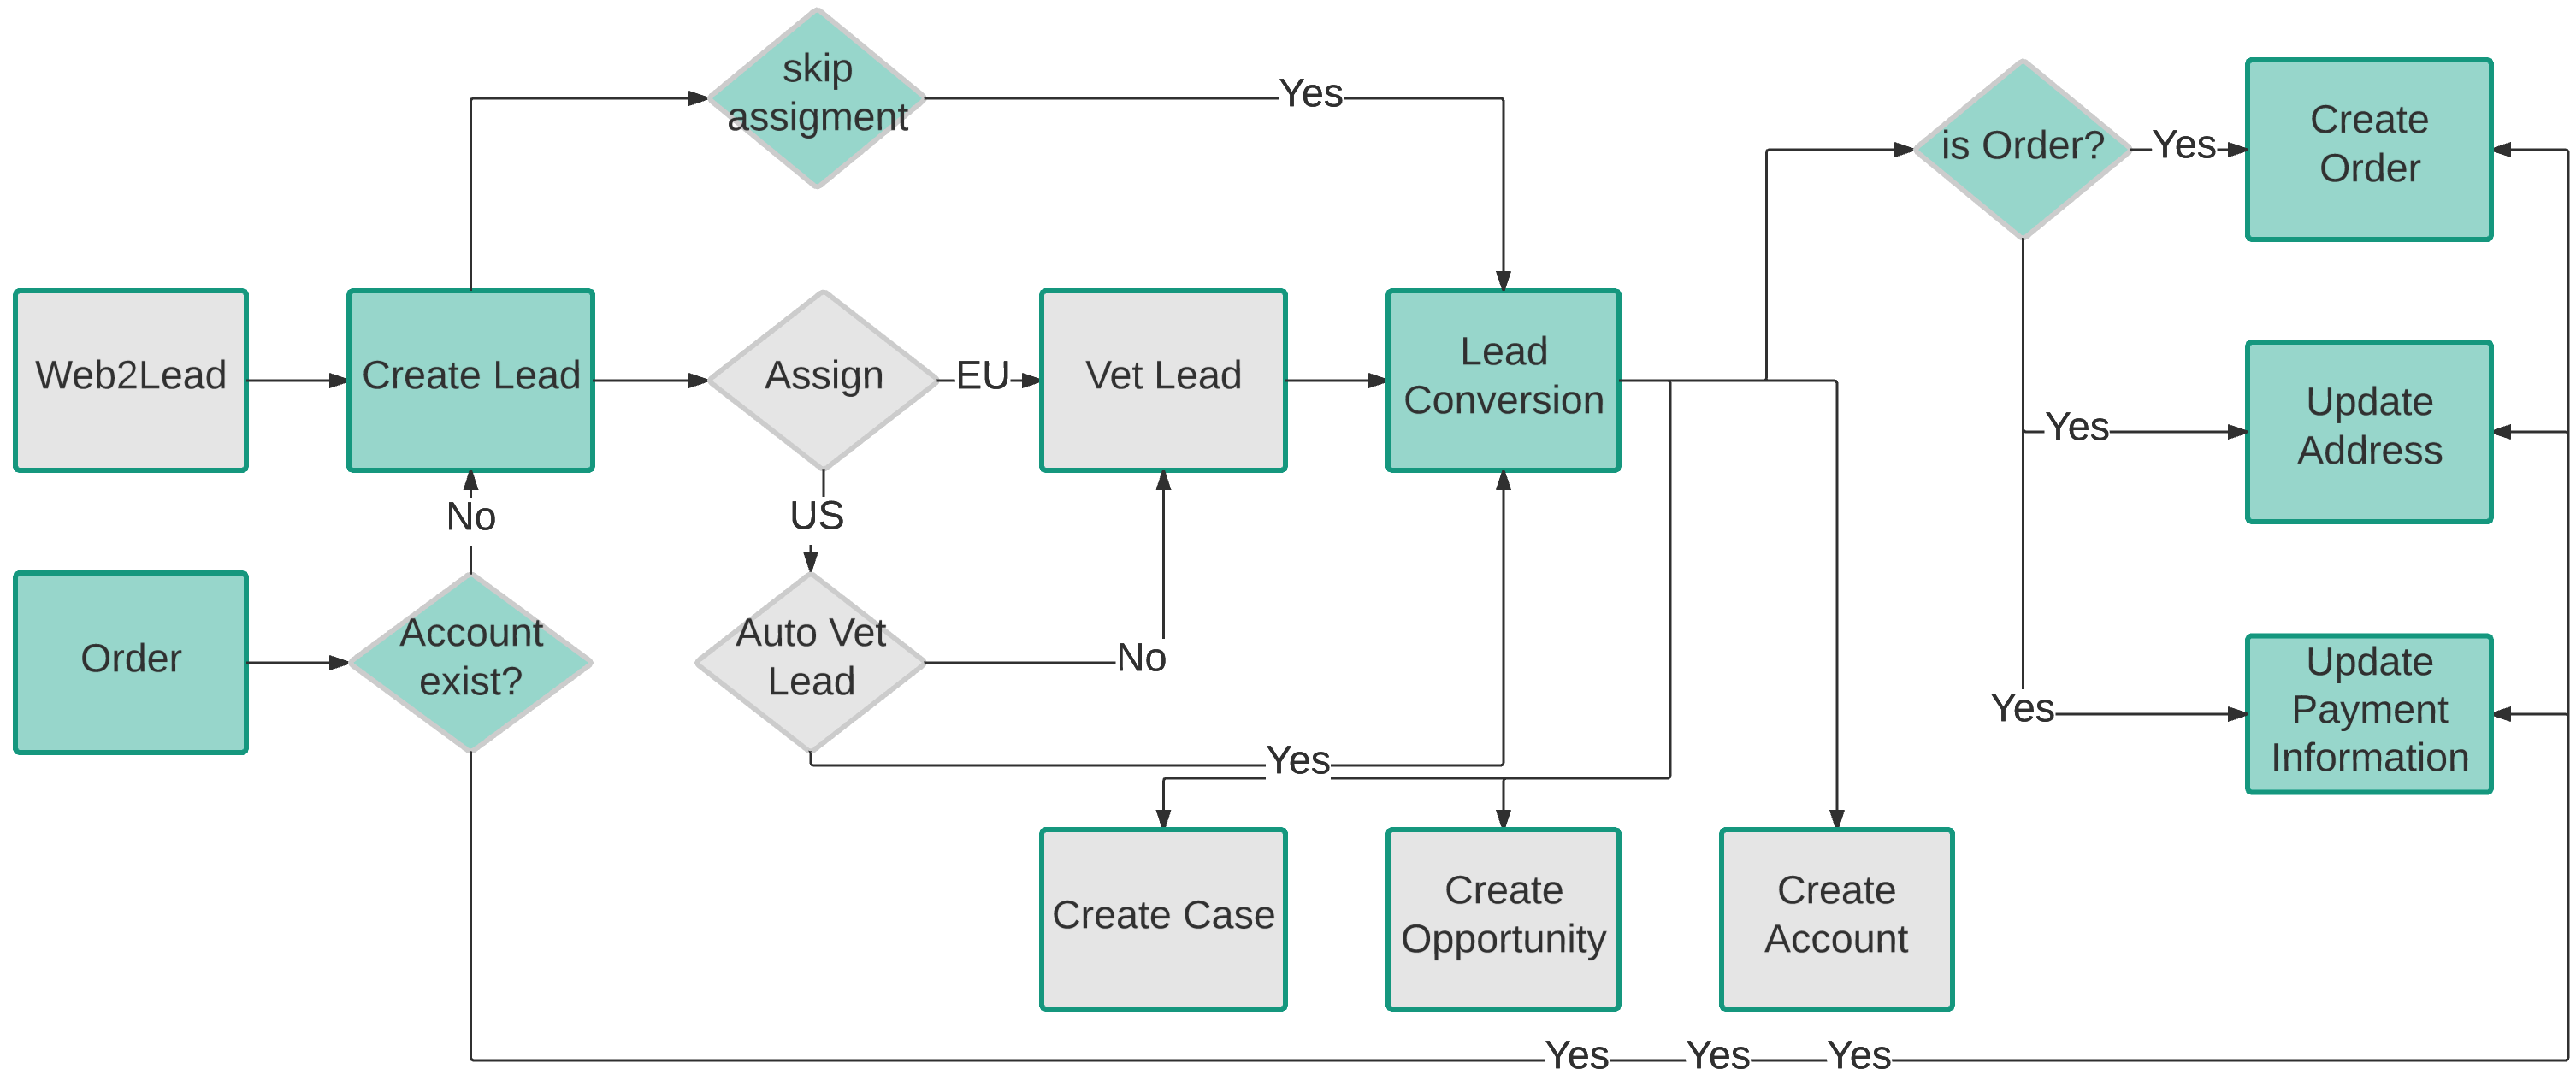 skip
assigment
Yes
is Order?
Yes
Create
Order
Web2Lead
Create Lead
Assign
EU
Vet Lead
Lead
Conversion
Yes
Update
Address
No
US
Order
Account
exist?
Auto Vet
Lead
No
Yes
Update
Payment
Information
Yes
Create Case
Create
Opportunity
Create
Account
Yes
Yes
Yes